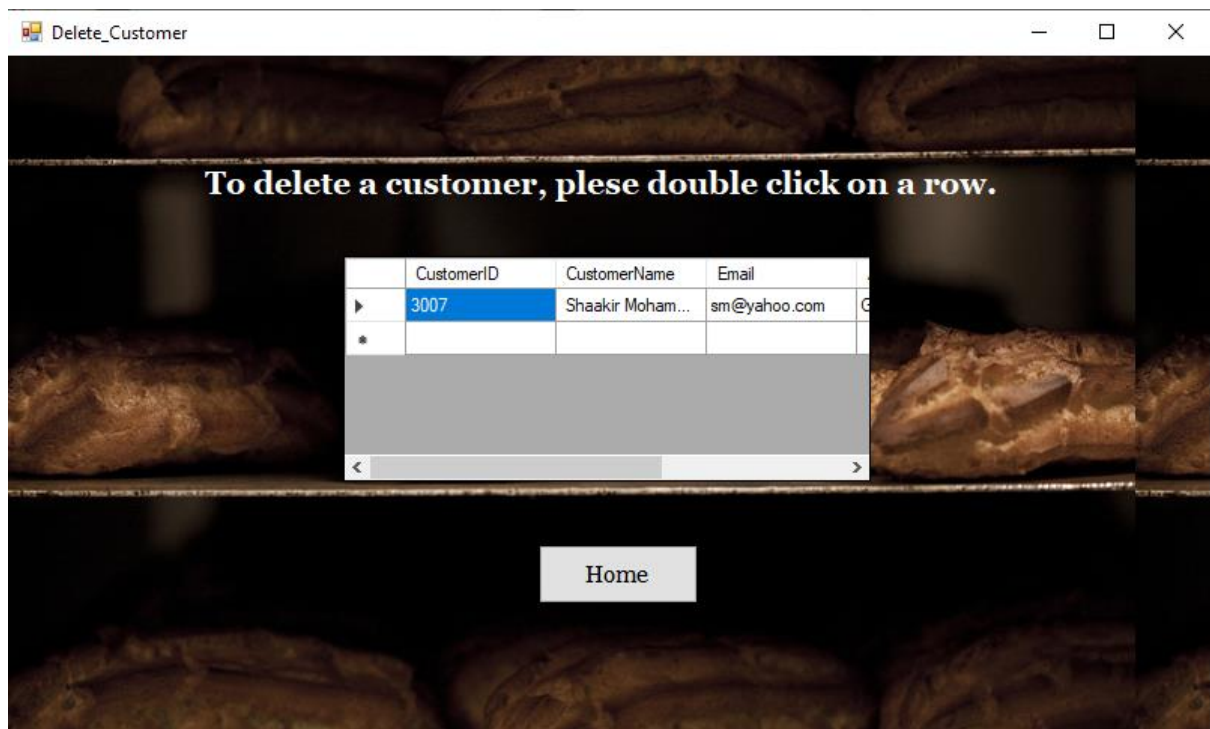 Delete_Customer
To delete a customer, plese double click on a row.
CustomerID CustomerName Email
3007 Shaakir Moham... sm@yahoo.com
Home